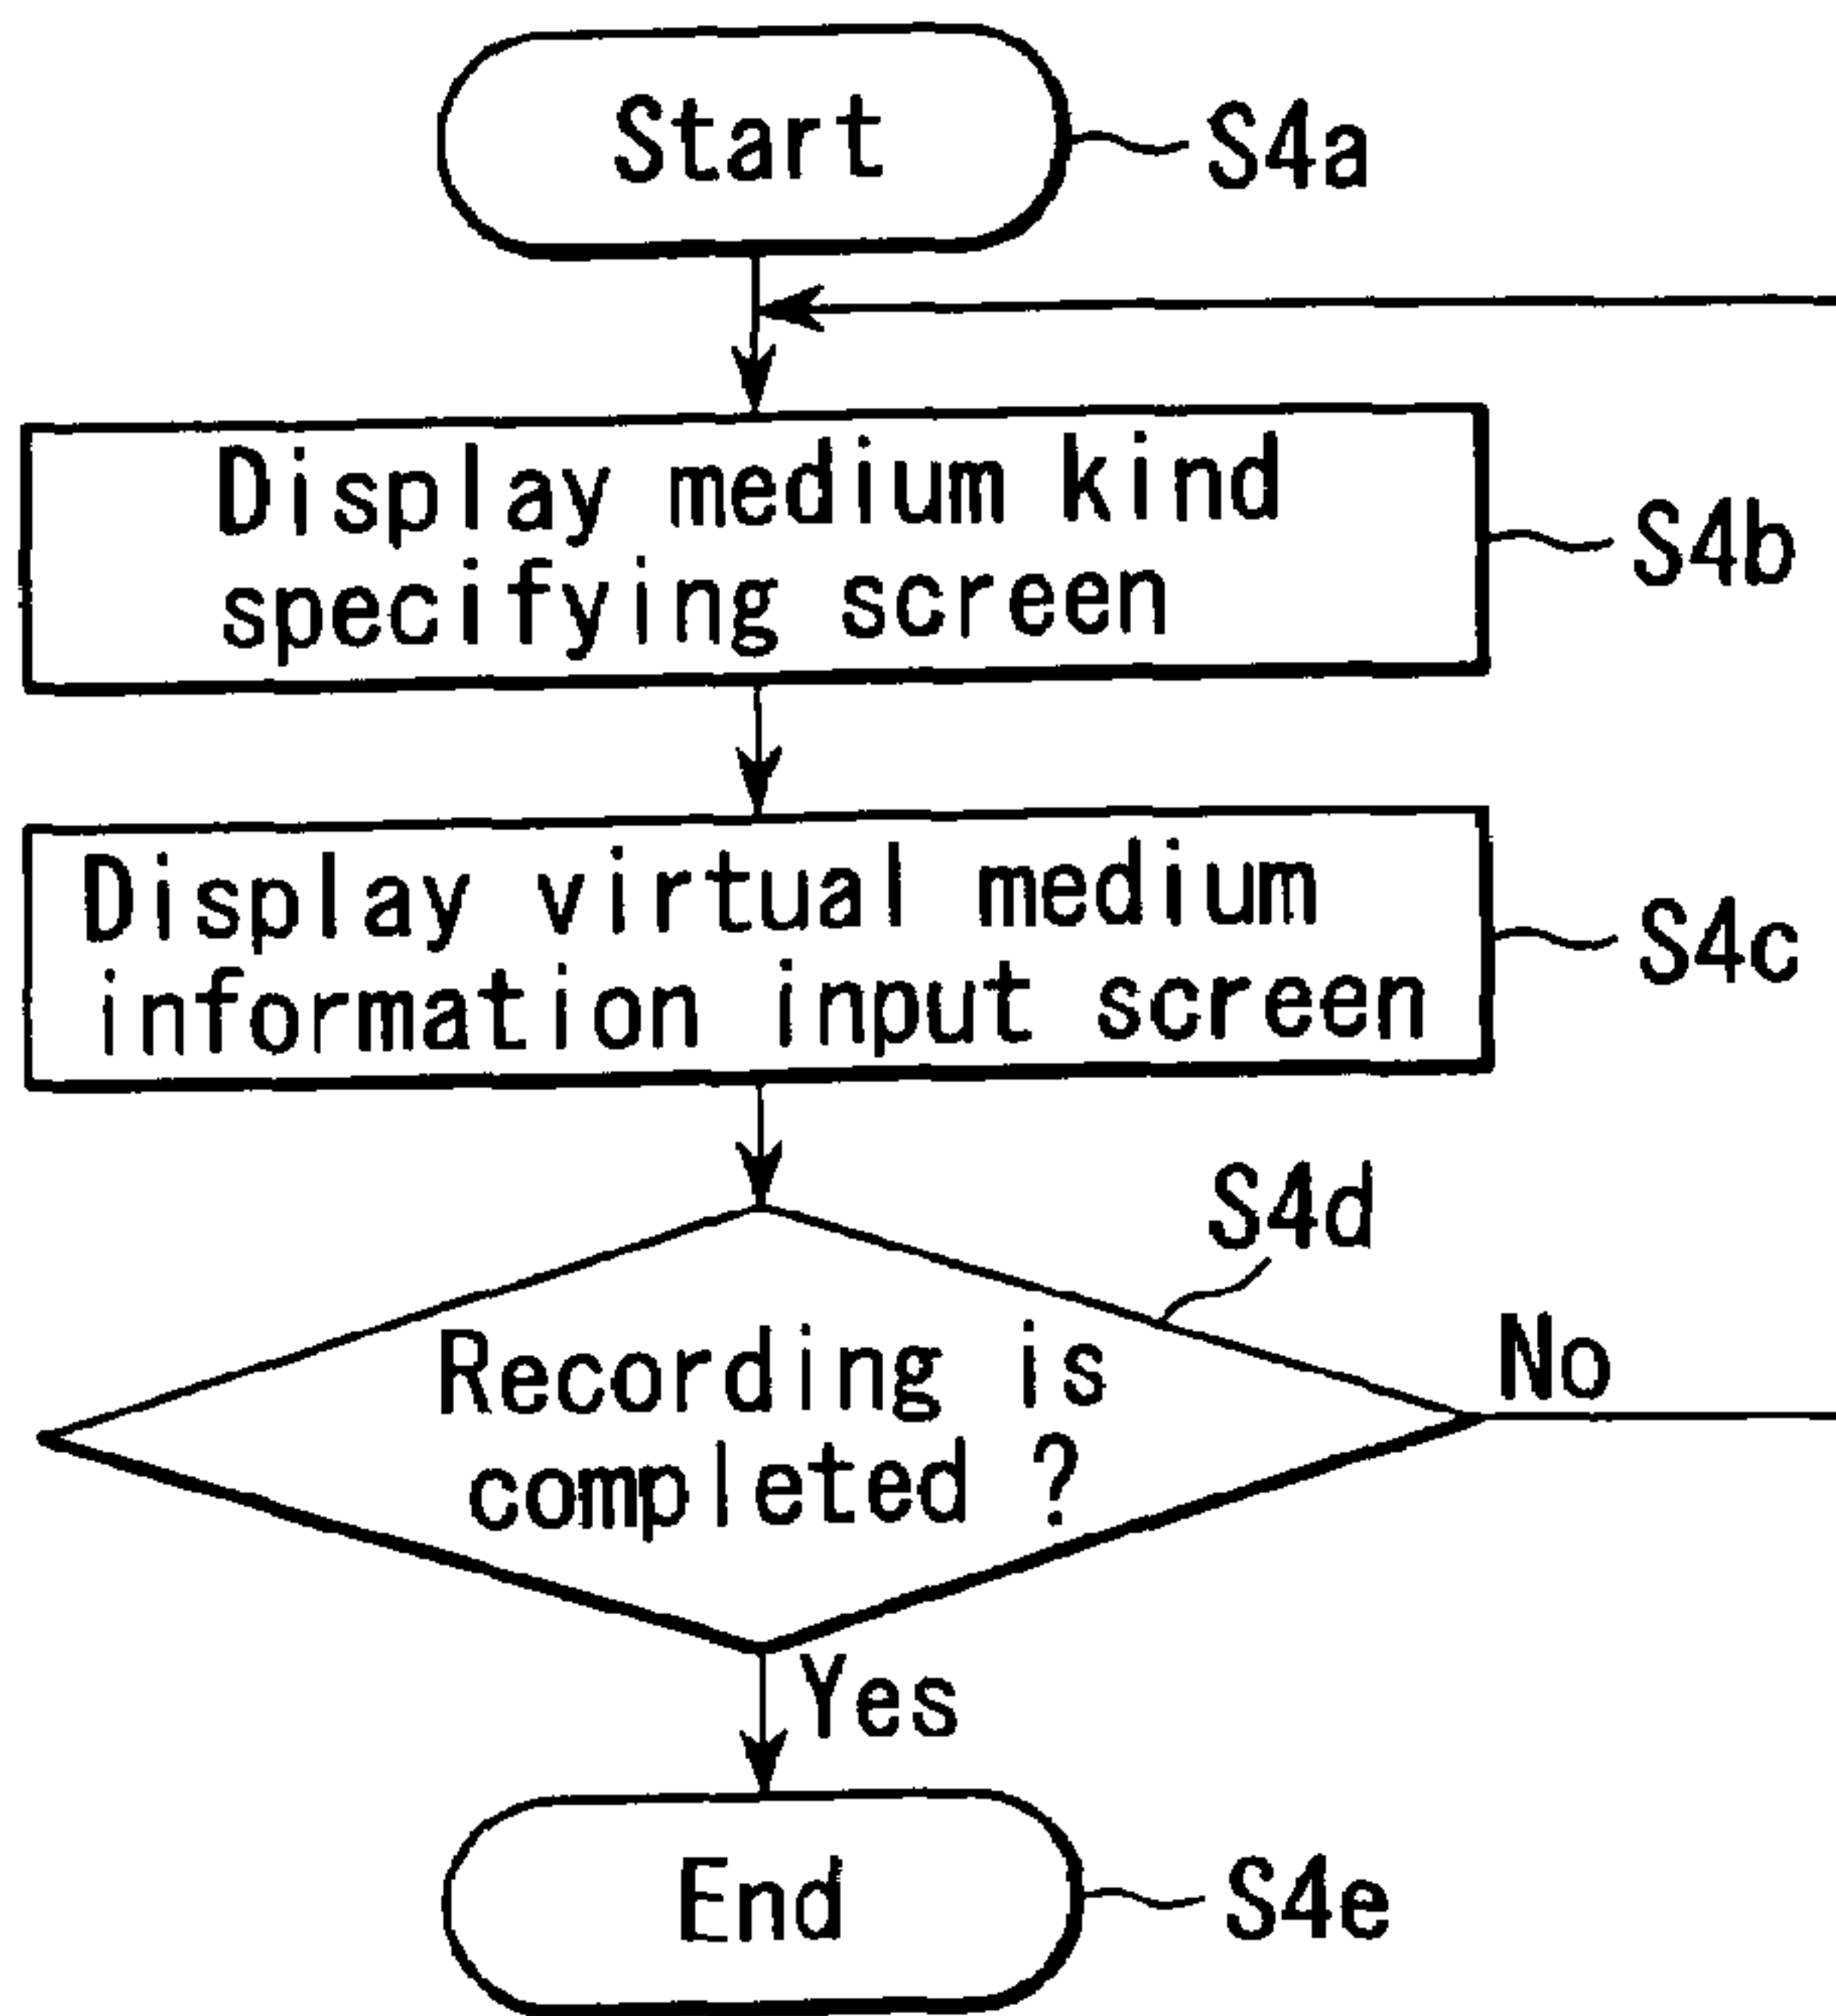 Start
S4a
Display medium kind
specifying screen
S4b
Display virtual medium
information input screen
S4c
S4d
Recording is
completed ?
No
Yes
End
S4e